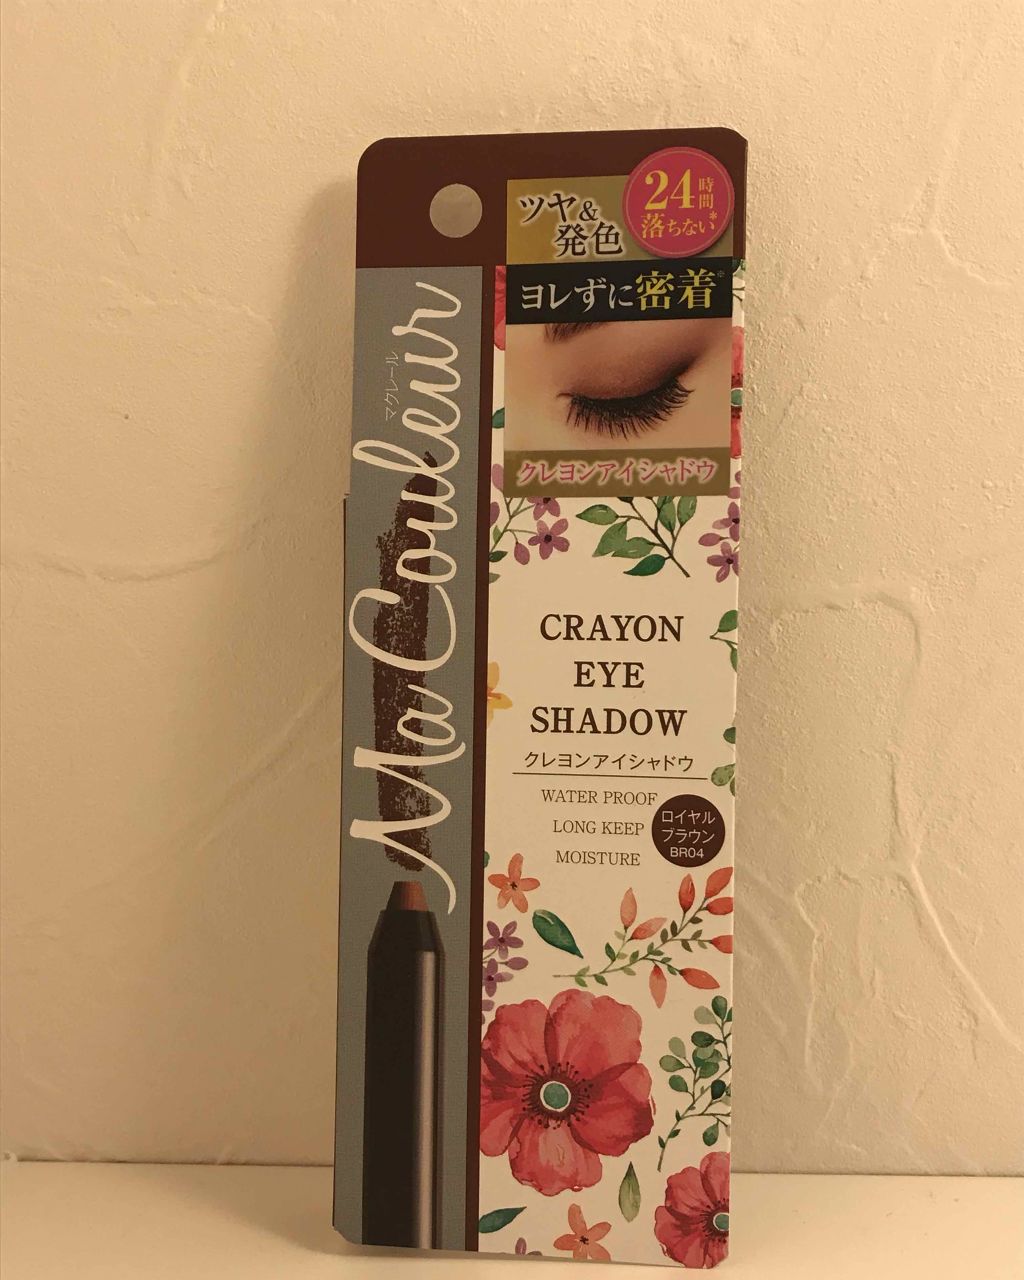 24時間
落ちない*
ツヤ&
発色
ヨレずに密着※
クレヨンアイシャドウ
Ma Couleur
マクレール
CRAYON
EYE
SHADOW
クレヨンアイシャドウ
WATER PROOF
LONG KEEP
MOISTURE
ロイヤル
ブラウン
BR04